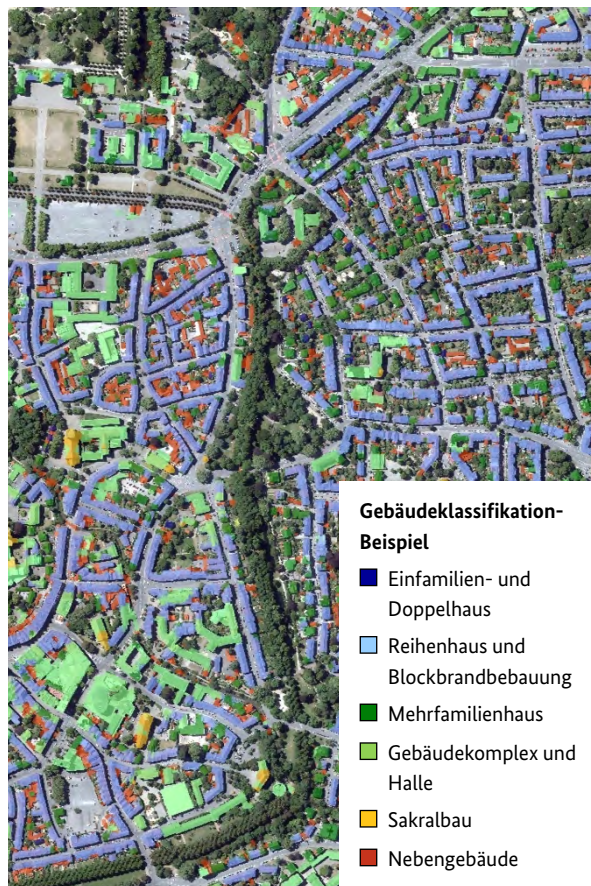 Gebäudeklassifikation-
Beispiel
Einfamilien- und
Doppelhaus
Reihenhaus und
Blockbrandbebauung
Mehrfamilienhaus
Gebäudekomplex und
Halle
Sakralbau
Nebengebäude